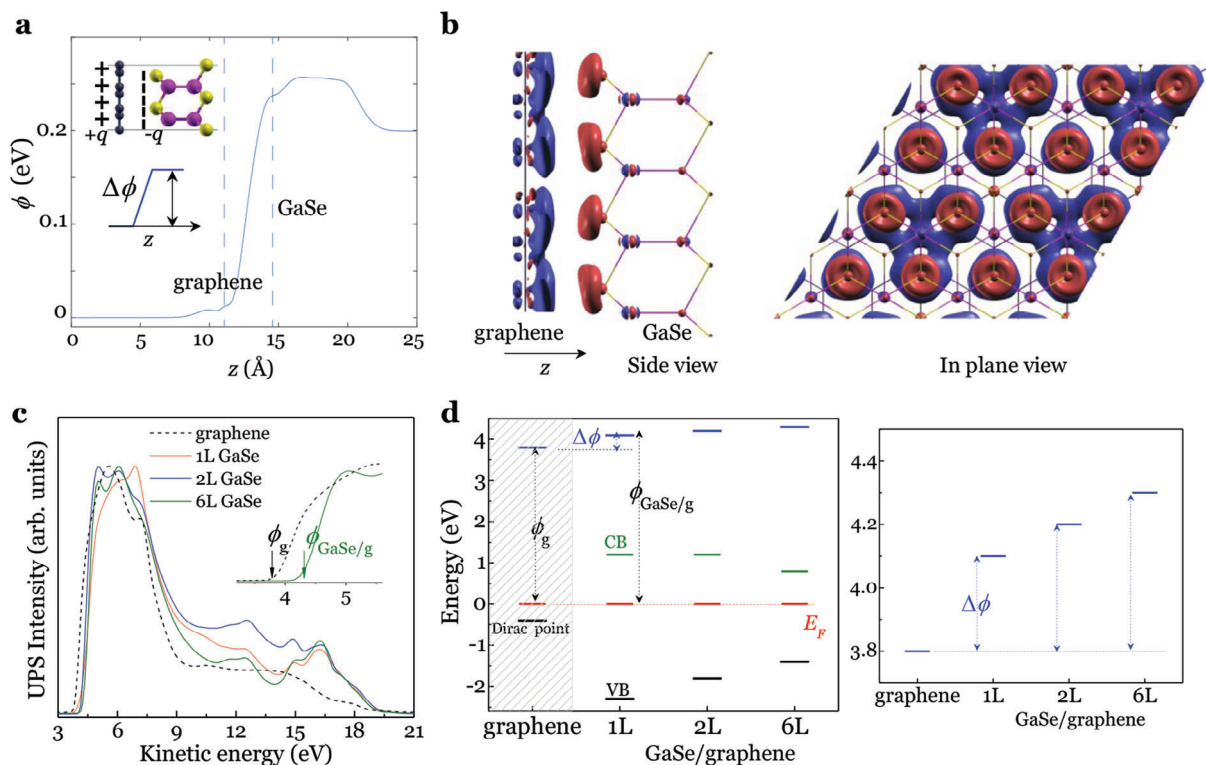 a
+
+
+
+
+q
-q
Δϕ
z
ϕ (eV)
0.2
0.1
0
graphene
GaSe
0
5
10
15
20
25
z (Å)
b
graphene
GaSe
z
Side view
In plane view
c
graphene
1L GaSe
2L GaSe
6L GaSe
ϕg
ϕGaSe/g
4
5
UPS Intensity (arb. units)
3
6
9
12
15
18
21
Kinetic energy (eV)
d
Energy (eV)
4
3
2
1
0
-1
-2
Δϕ
ϕg
ϕGaSe/g
CB
Dirac point
EF
VB
graphene
1L
2L
6L
GaSe/graphene
4.4
4.2
4.0
3.8
Δϕ
graphene
1L
2L
6L
GaSe/graphene